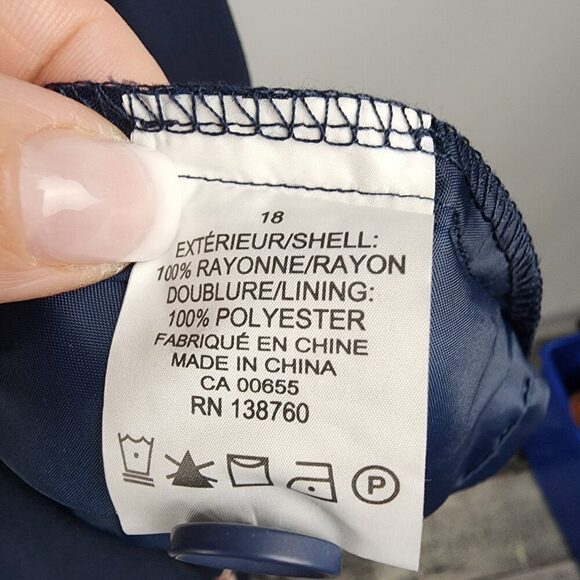 18
EXTÉRIEUR/SHELL:
100% RAYONNE/RAYON
DOUBLURE/LINING:
100% POLYESTER
FABRIQUÉ EN CHINE
MADE IN CHINA
CA 00655
RN 138760
P